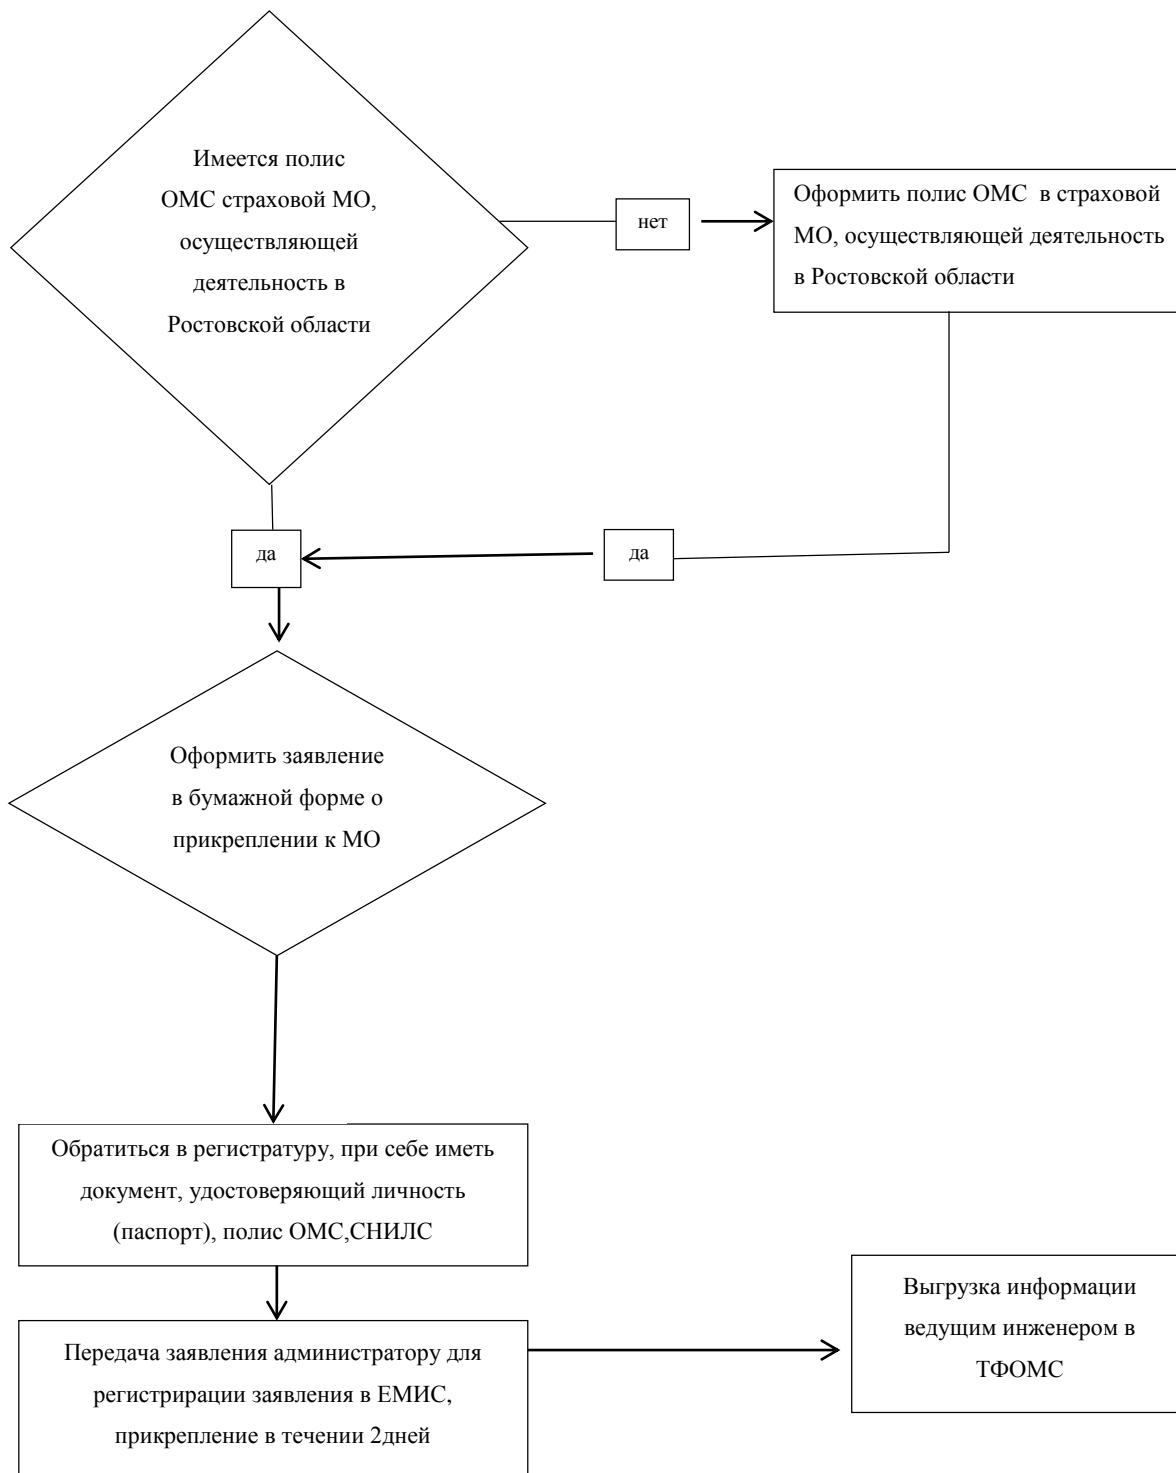 Имеется полис
ОМС страховой МО,
осуществляющей
деятельность в
Ростовской области
нет
Оформить полис ОМС в страховой
МО, осуществляющей деятельность
в Ростовской области
да
да
Оформить заявление
в бумажной форме о
прикреплении к МО
Обратиться в регистратуру, при себе иметь
документ, удостоверяющий личность
(паспорт), полис ОМС,СНИЛС
Передача заявления администратору для
регистрирации заявления в ЕМИС,
прикрепление в течении 2дней
Выгрузка информации
ведущим инженером в
ТФОМС